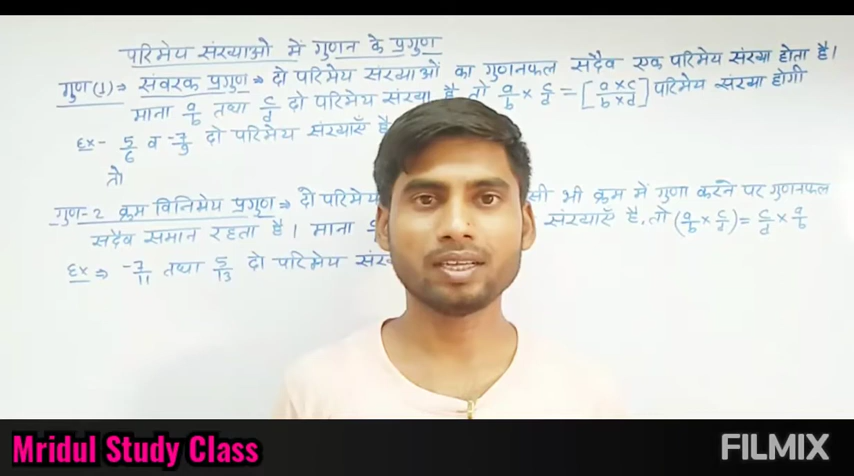 परिमेय संख्याओ में गुणन के प्रगुण
गुण (1)⇒ संवरक प्रगुण ⇒ दो परिमेय संख्याओं का गुणनफल सदैव एक परिमेय संख्या होता है।
माना a/b तथा c/d दो परिमेय संख्या है तो a/b × c/d = [a×c/b×d] परिमेय संख्या होगी
Ex- 5/6 व -7/9 दो परिमेय संख्याएँ है
तो
गुण-2 क्रम विनिमेय प्रगुण ⇒ दो परिमेय सी भी क्रम में गुणा करने पर गुणनफल
सदैव समान रहता है। माना संख्याएँ है. तो (a/b × c/d) = c/d × a/b
Ex ⇒ -7/11 तथा 5/13 दो परिमेय
Mridul Study Class
FILMIX